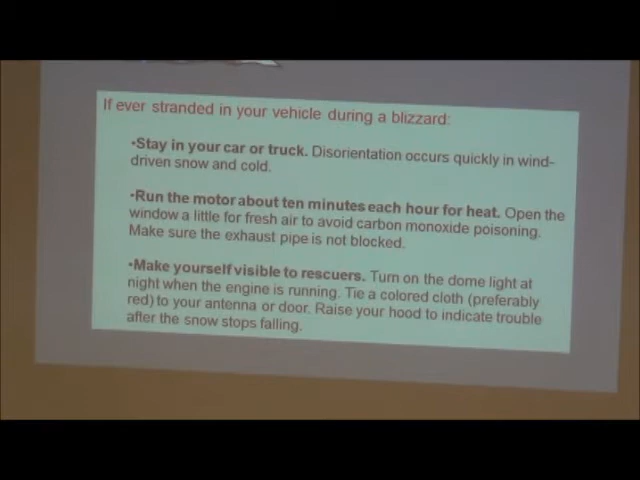 If ever stranded in your vehicle during a blizzard:
•Stay in your car or truck. Disorientation occurs quickly in wind-
driven snow and cold.
•Run the motor about ten minutes each hour for heat. Open the
window a little for fresh air to avoid carbon monoxide poisoning.
Make sure the exhaust pipe is not blocked.
•Make yourself visible to rescuers. Turn on the dome light at
night when the engine is running. Tie a colored cloth (preferably
red) to your antenna or door. Raise your hood to indicate trouble
after the snow stops falling.